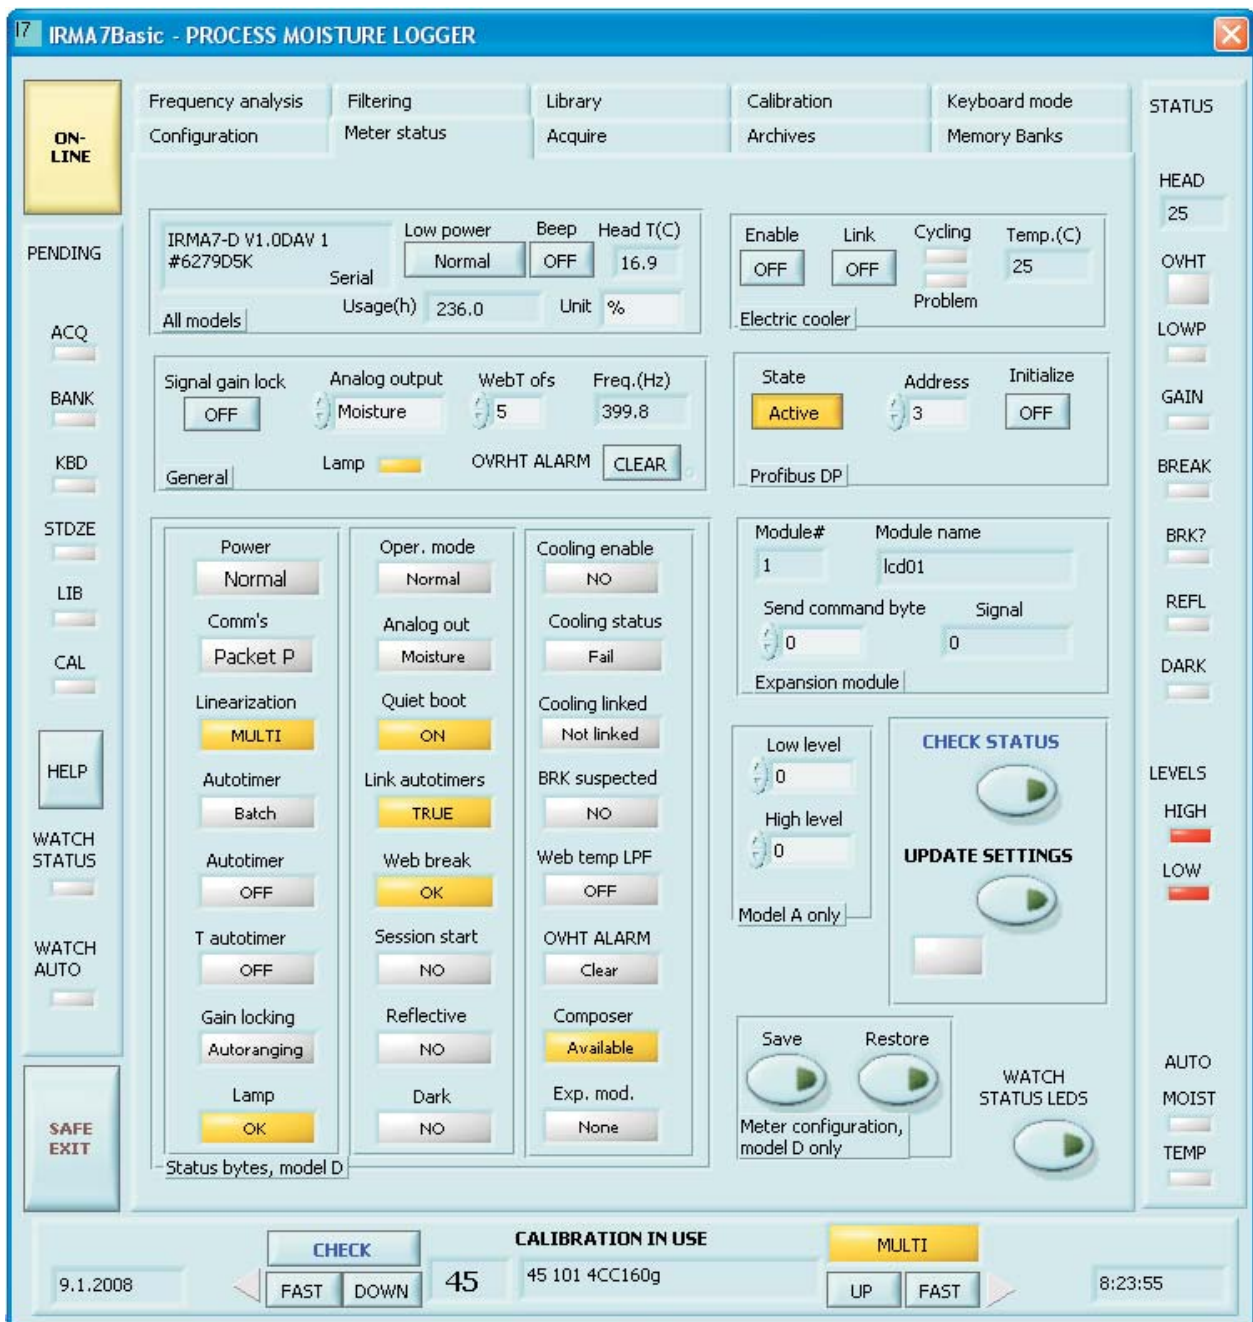 I7 IRMA7Basic - PROCESS MOISTURE LOGGER
ON-
LINE
Frequency analysis Filtering Library Calibration Keyboard mode
Configuration Meter status Acquire Archives Memory Banks
PENDING
ACQ
BANK
KBD
STDZE
LIB
CAL
HELP
WATCH
STATUS
WATCH
AUTO
SAFE
EXIT
IRMA7-D V1.0DAV 1
#6279D5K
Serial
Low power
Normal
Beep
OFF
Head T(C)
16.9
Usage(h) 236.0
Unit %
All models
Enable
OFF
Link
OFF
Cycling
Problem
Temp.(C)
25
Electric cooler
Signal gain lock
OFF
Analog output
Moisture
WebT ofs
5
Freq.(Hz)
399.8
Lamp
OVRHT ALARM CLEAR
General
State
Active
Address
3
Initialize
OFF
Profibus DP
Power
Normal
Comm's
Packet P
Linearization
MULTI
Autotimer
Batch
Autotimer
OFF
T autotimer
OFF
Gain locking
Autoranging
Lamp
OK
Oper. mode
Normal
Analog out
Moisture
Quiet boot
ON
Link autotimers
TRUE
Web break
OK
Session start
NO
Reflective
NO
Dark
NO
Cooling enable
NO
Cooling status
Fail
Cooling linked
Not linked
BRK suspected
NO
Web temp LPF
OFF
OVHT ALARM
Clear
Composer
Available
Exp. mod.
None
Status bytes, model D
Module#
1
Module name
lcd01
Send command byte
0
Signal
0
Expansion module
Low level
0
High level
0
Model A only
CHECK STATUS
UPDATE SETTINGS
Save
Restore
Meter configuration,
model D only
WATCH
STATUS LEDS
STATUS
HEAD
25
OVHT
LOWP
GAIN
BREAK
BRK?
REFL
DARK
LEVELS
HIGH
LOW
AUTO
MOIST
TEMP
9.1.2008
CHECK
FAST DOWN
45
CALIBRATION IN USE
45 101 4CC160g
MULTI
UP FAST
8:23:55